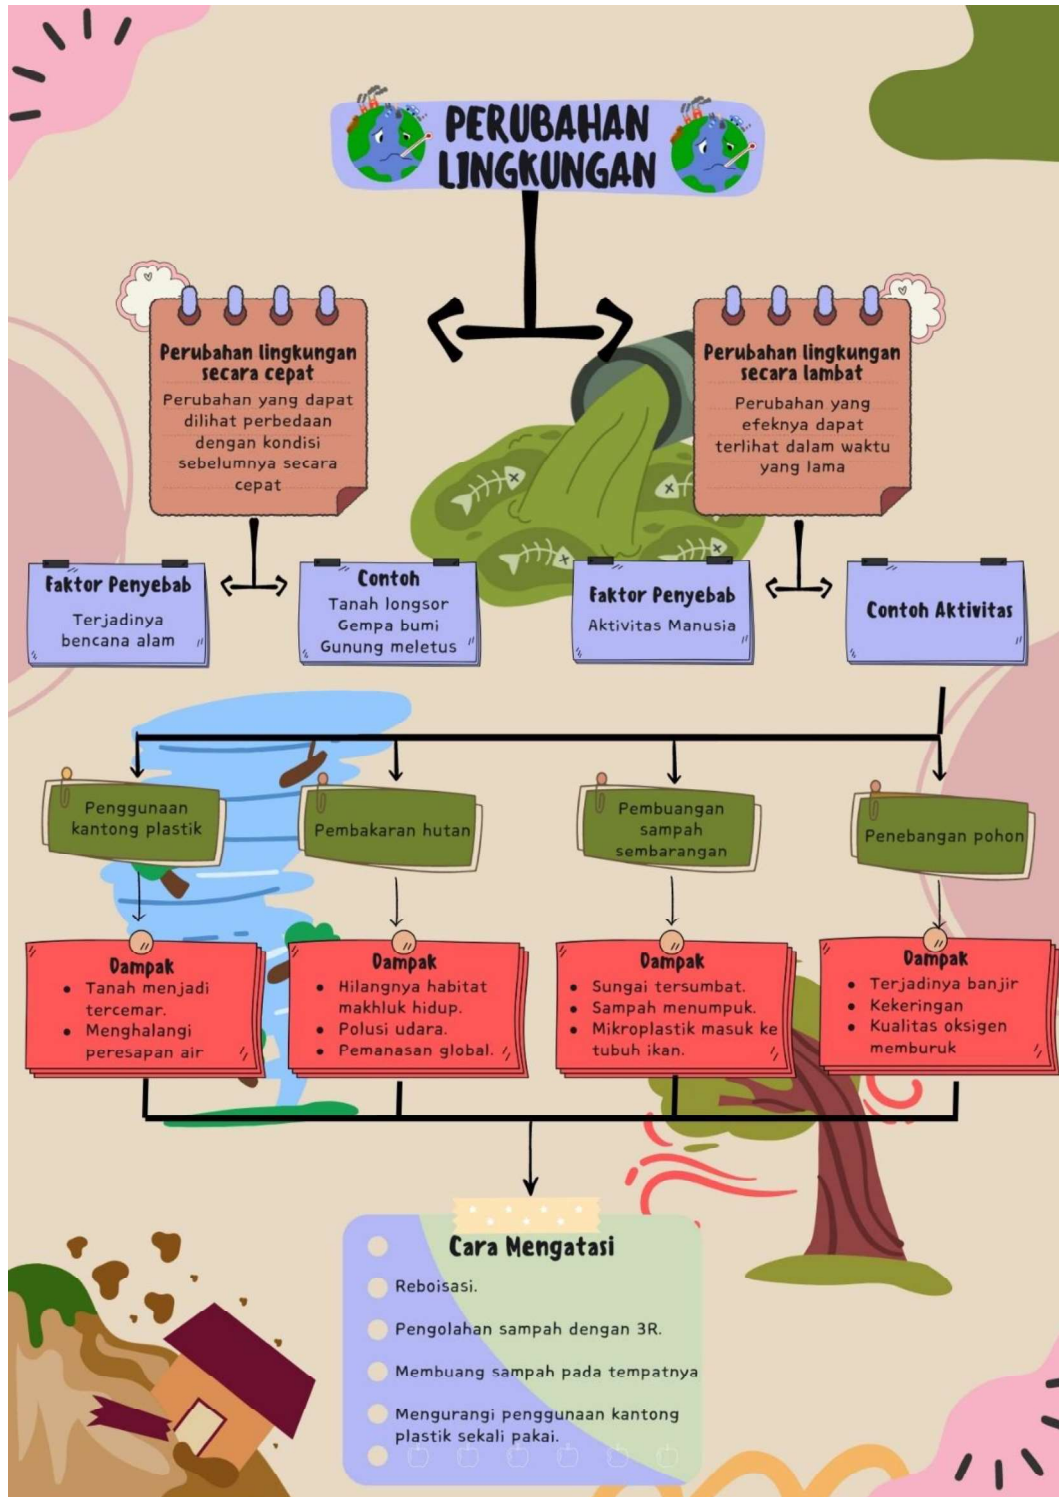 PERUBAHAN
LINGKUNGAN
Perubahan lingkungan
secara cepat
Perubahan yang dapat
dilihat perbedaan
dengan kondisi
sebelumnya secara
cepat
Perubahan lingkungan
secara lambat
Perubahan yang
efeknya dapat
terlihat dalam waktu
yang lama
Faktor Penyebab
Terjadinya
bencana alam
Contoh
Tanah longsor
Gempa bumi
Gunung meletus
Faktor Penyebab
Aktivitas Manusia
Contoh Aktivitas
Penggunaan
kantong plastik
Pembakaran hutan
Pembuangan
sampah
sembarangan
Penebangan pohon
Dampak
• Tanah menjadi
tercemar.
• Menghalangi
peresapan air
Dampak
• Hilangnya habitat
makhluk hidup.
• Polusi udara.
• Pemanasan global.
Dampak
• Sungai tersumbat.
• Sampah menumpuk.
• Mikroplastik masuk ke
tubuh ikan.
Dampak
• Terjadinya banjir
• Kekeringan
• Kualitas oksigen
memburuk
Cara Mengatasi
Reboisasi.
Pengolahan sampah dengan 3R.
Membuang sampah pada tempatnya
Mengurangi penggunaan kantong
plastik sekali pakai.